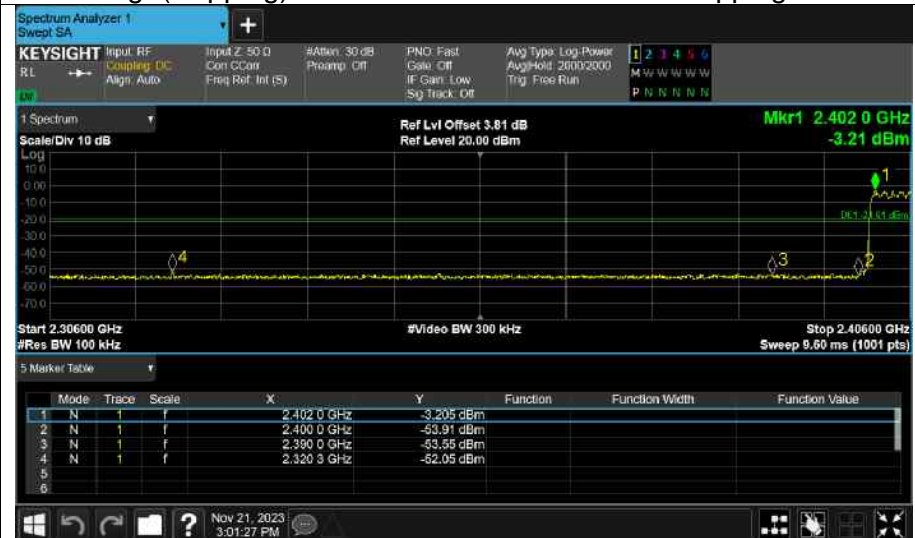 Spectrum Analyzer 1
Swept SA
KEYSIGHT
RL
Input: RF
Coupling: DC
Align: Auto
Input Z: 50 Ω
Corr CCorr
Freq Ref: Int (S)
#Atten: 30 dB
Preamp: Off
PNO: Fast
Gate: Off
IF Gain: Low
Sig Track: Off
Avg Type: Log-Power
Avg|Hold: 2000/2000
Trig: Free Run
1 2 3 4 5 6
M W W W W W
P N N N N N
1 Spectrum
Scale/Div 10 dB
Log
Ref Lvl Offset 3.81 dB
Ref Level 20.00 dBm
Mkr1 2.402 0 GHz
-3.21 dBm
10.0
0.00
-10.0
-20.0
-30.0
-40.0
-50.0
-60.0
-70.0
1
4
3
2
Start 2.30600 GHz
#Res BW 100 kHz
#Video BW 300 kHz
Stop 2.40600 GHz
Sweep 9.60 ms (1001 pts)
5 Marker Table
Mode Trace Scale X Y Function Function Width Function Value
1 N 1 f 2.402 0 GHz -3.205 dBm
2 N 1 f 2.400 0 GHz -53.91 dBm
3 N 1 f 2.390 0 GHz -53.55 dBm
4 N 1 f 2.320 3 GHz -52.05 dBm
5
6
Nov 21, 2023
3:01:27 PM